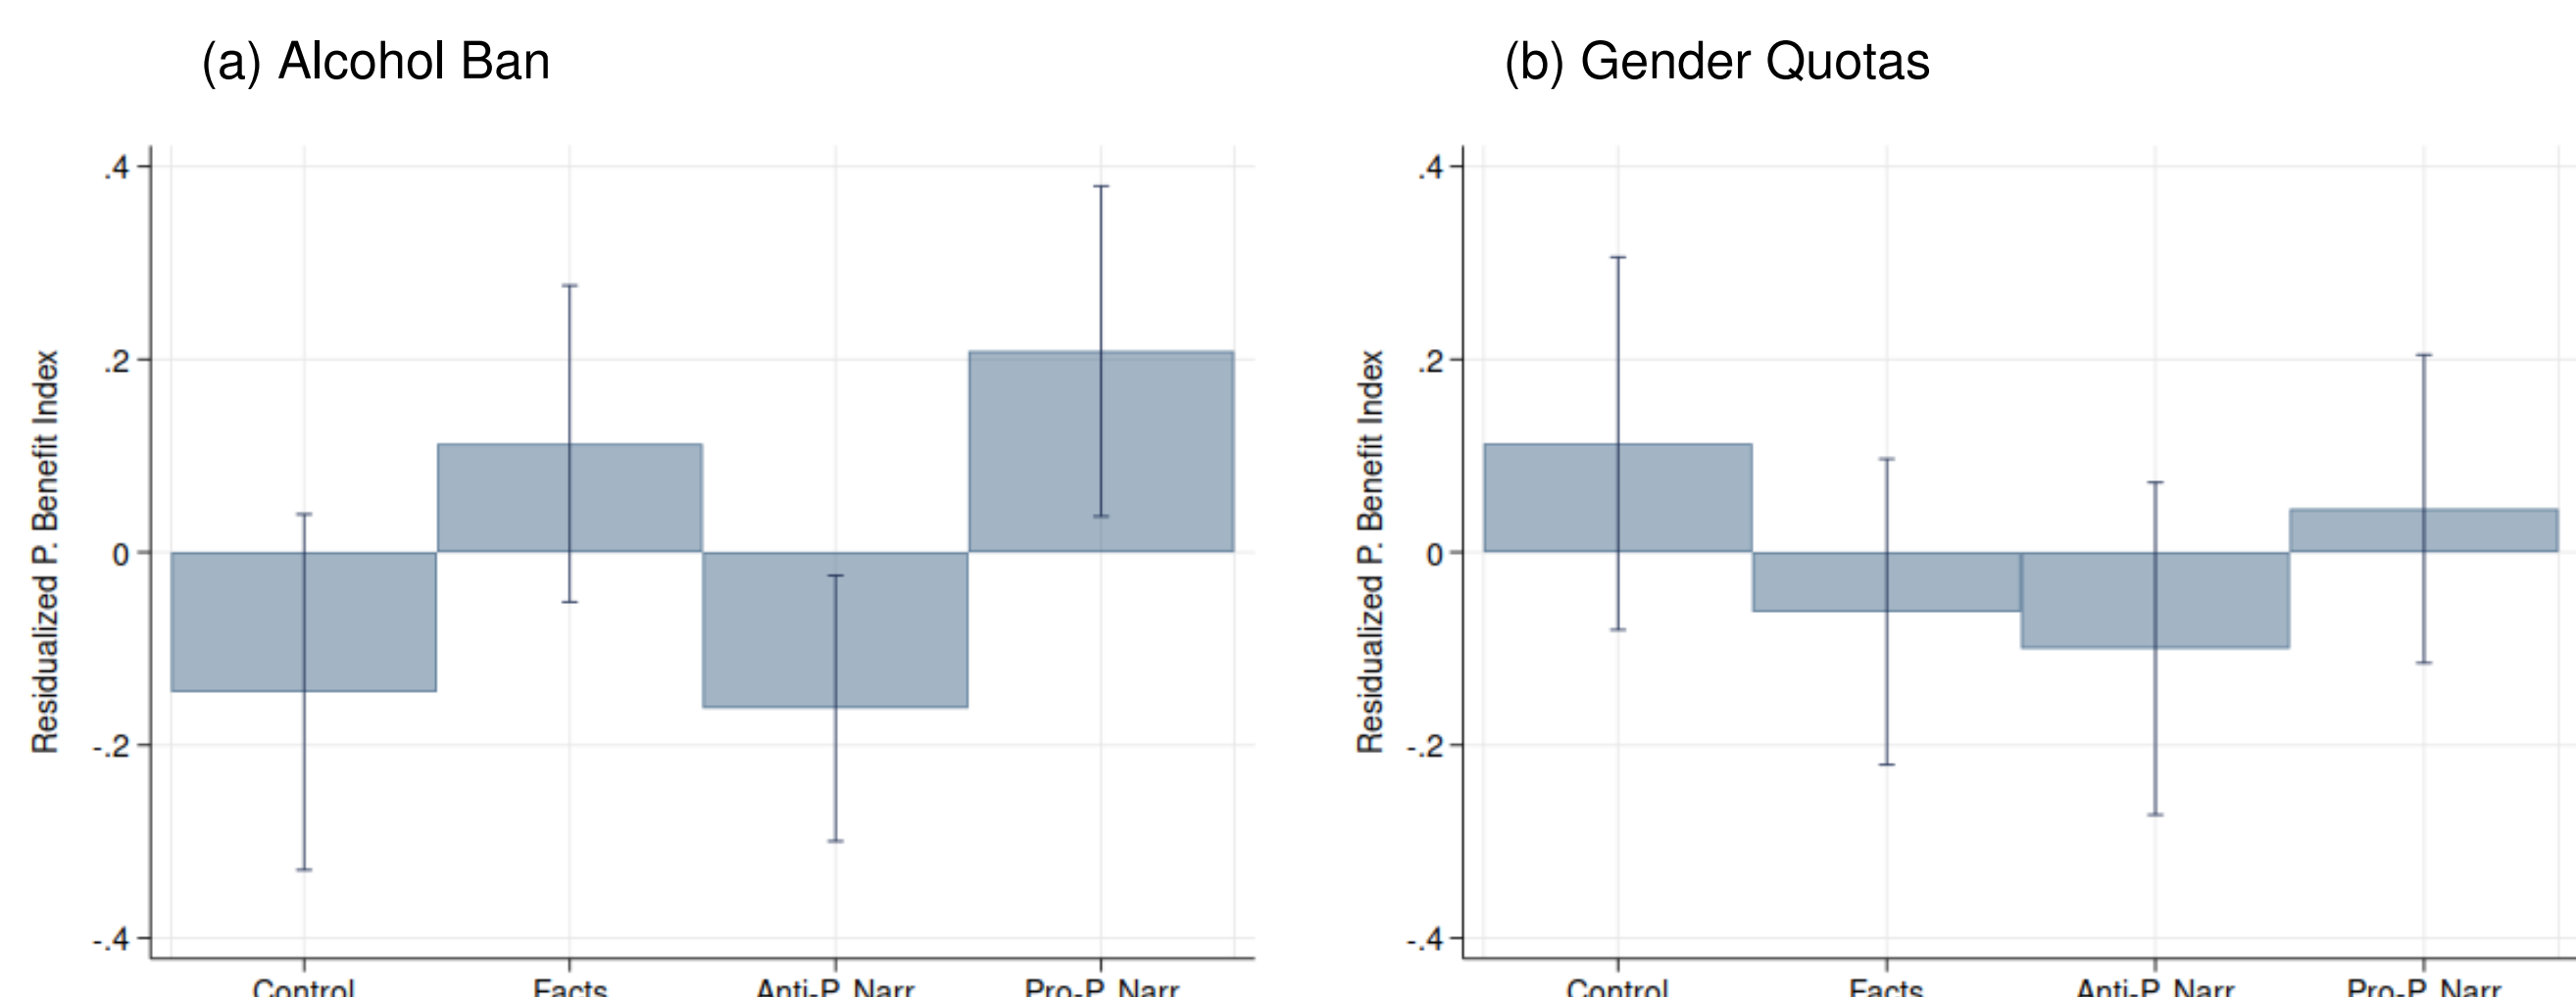 (a) Alcohol Ban
Residualized P. Benefit Index
.4
.2
0
-.2
-.4
Control Facts Anti-P. Narr. Pro-P. Narr.
(b) Gender Quotas
Residualized P. Benefit Index
.4
.2
0
-.2
-.4
Control Facts Anti-P. Narr. Pro-P. Narr.